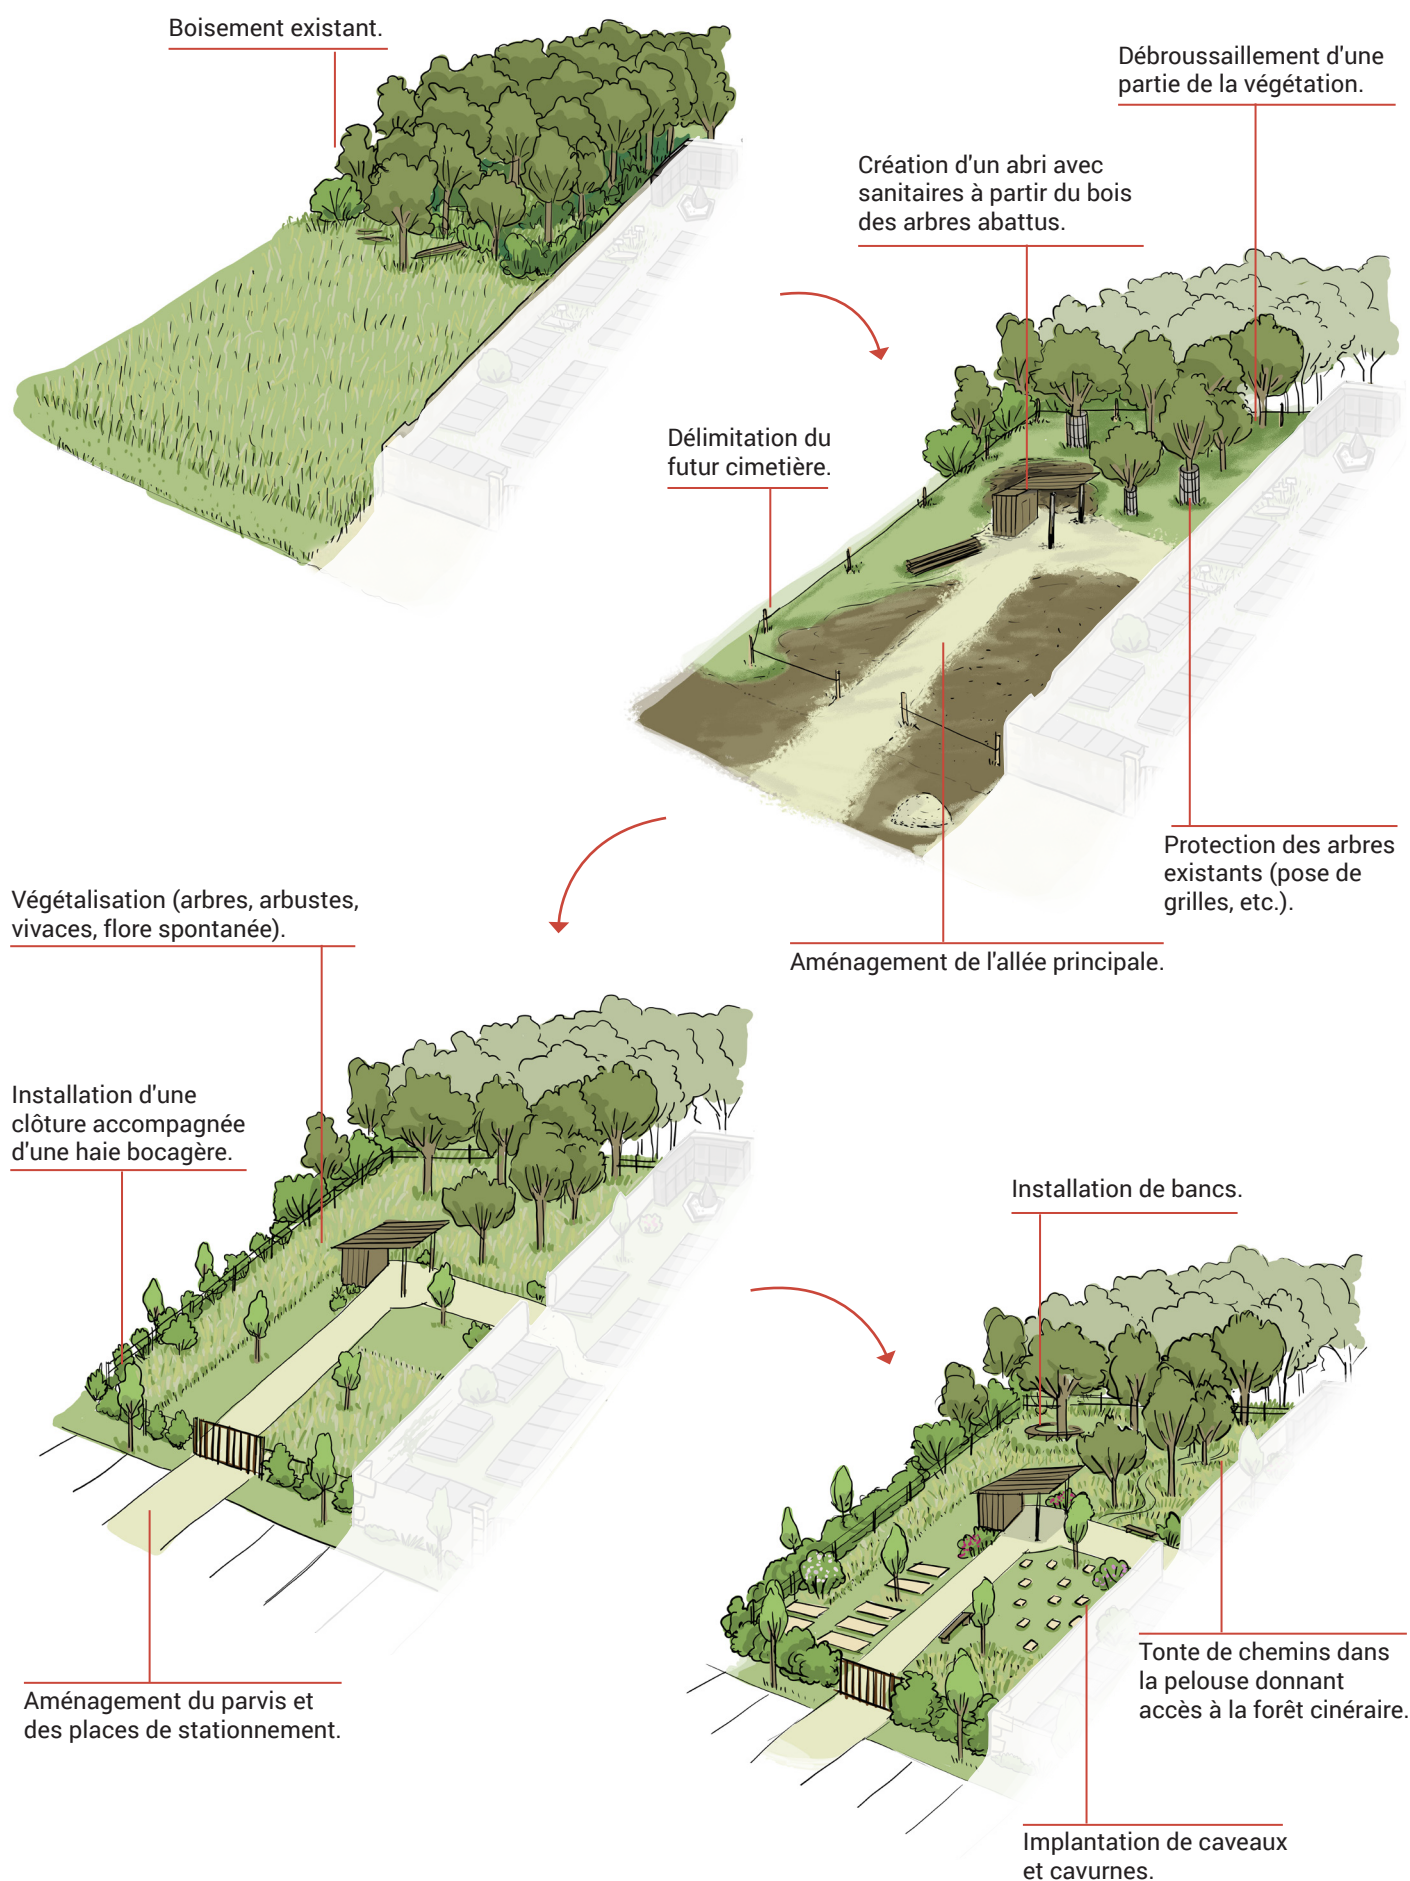 Boisement existant.
Débroussaillement d'une
partie de la végétation.
Création d'un abri avec
sanitaires à partir du bois
des arbres abattus.
Délimitation du
futur cimetière.
Protection des arbres
existants (pose de
grilles, etc.).
Aménagement de l'allée principale.
Végétalisation (arbres, arbustes,
vivaces, flore spontanée).
Installation d'une
clôture accompagnée
d'une haie bocagère.
Aménagement du parvis et
des places de stationnement.
Installation de bancs.
Tonte de chemins dans
la pelouse donnant
accès à la forêt cinéraire.
Implantation de caveaux
et cavurnes.